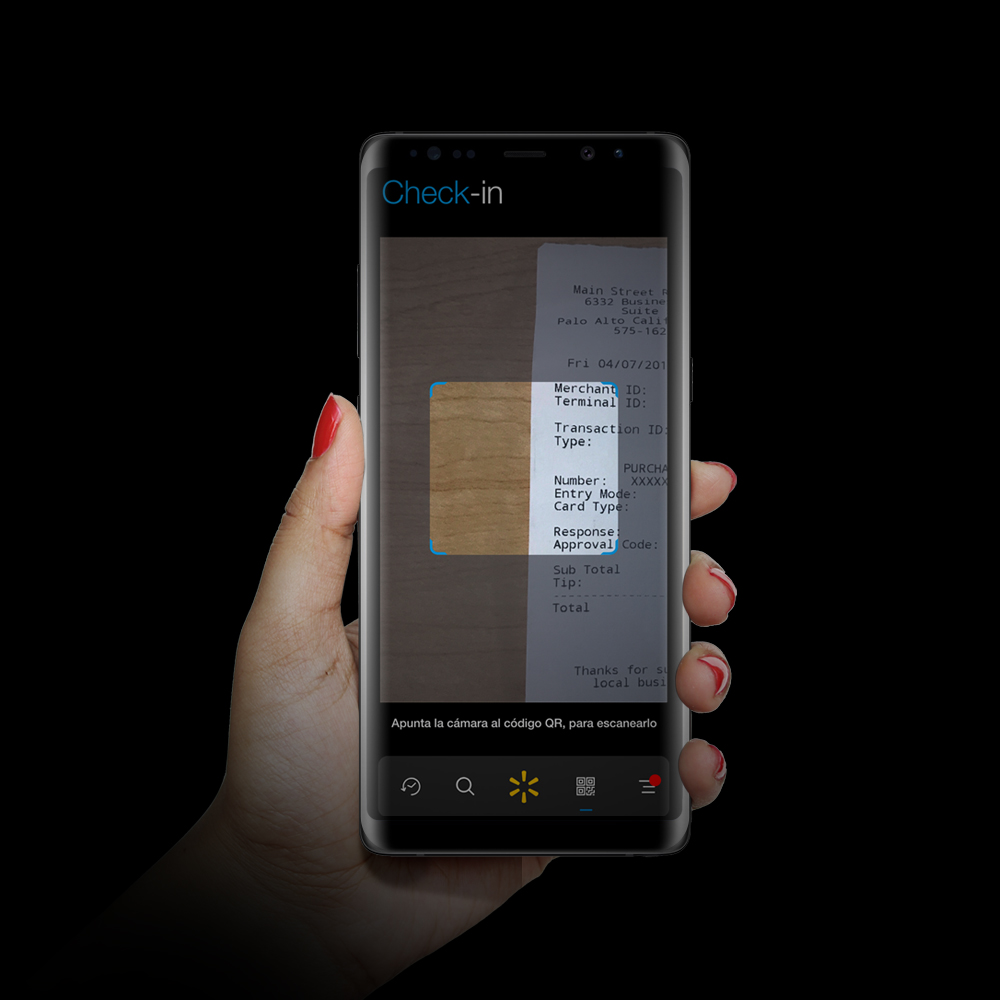 Check-in
Main Street R
6332 Busine
Suite
Palo Alto Calif
575-162
Fri 04/07/201
Merchant ID:
Terminal ID:
Transaction ID:
Type:
PURCHA
Number: XXXXX
Entry Mode:
Card Type:
Response:
Approval Code:
Sub Total
Tip:
---------------
Total
Thanks for su
local busi
Apunta la cámara al código QR, para escanearlo